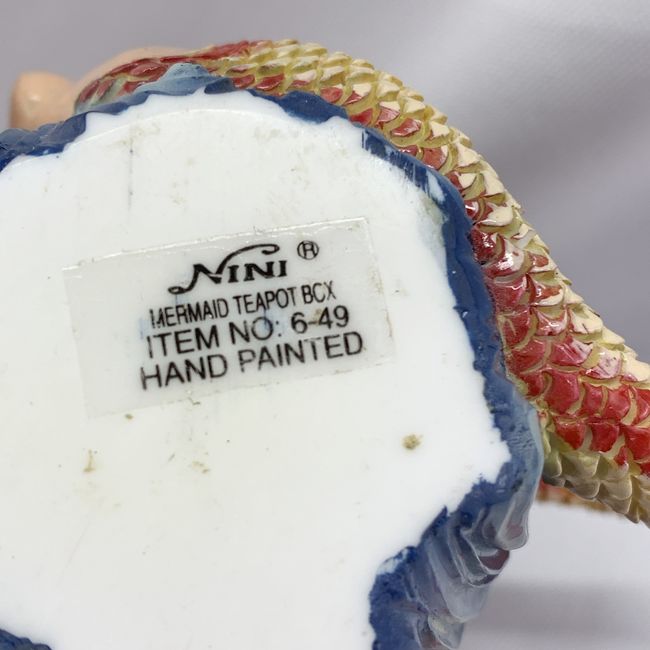 NINI ®
MERMAID TEAPOT BOX
ITEM NO: 6-49
HAND PAINTED